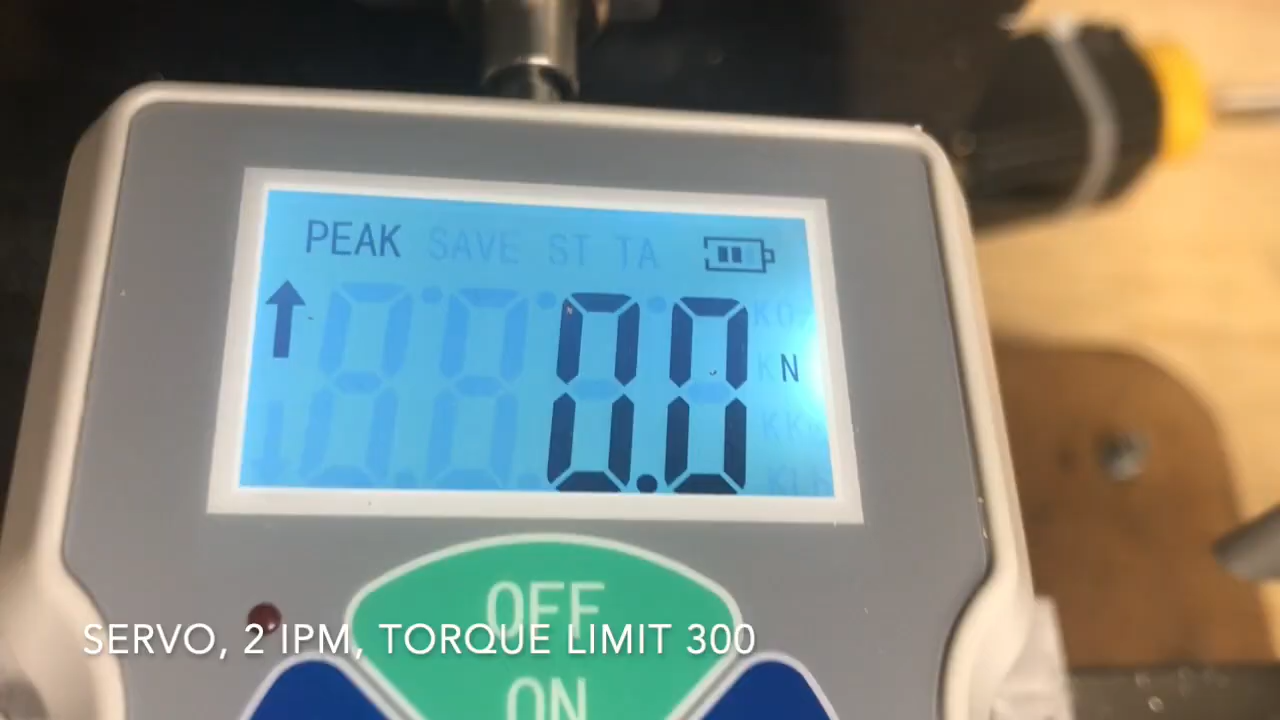 PEAK SAVE ST TA
0.0 N
OFF
SERVO, 2 IPM, TORQUE LIMIT 300
ON